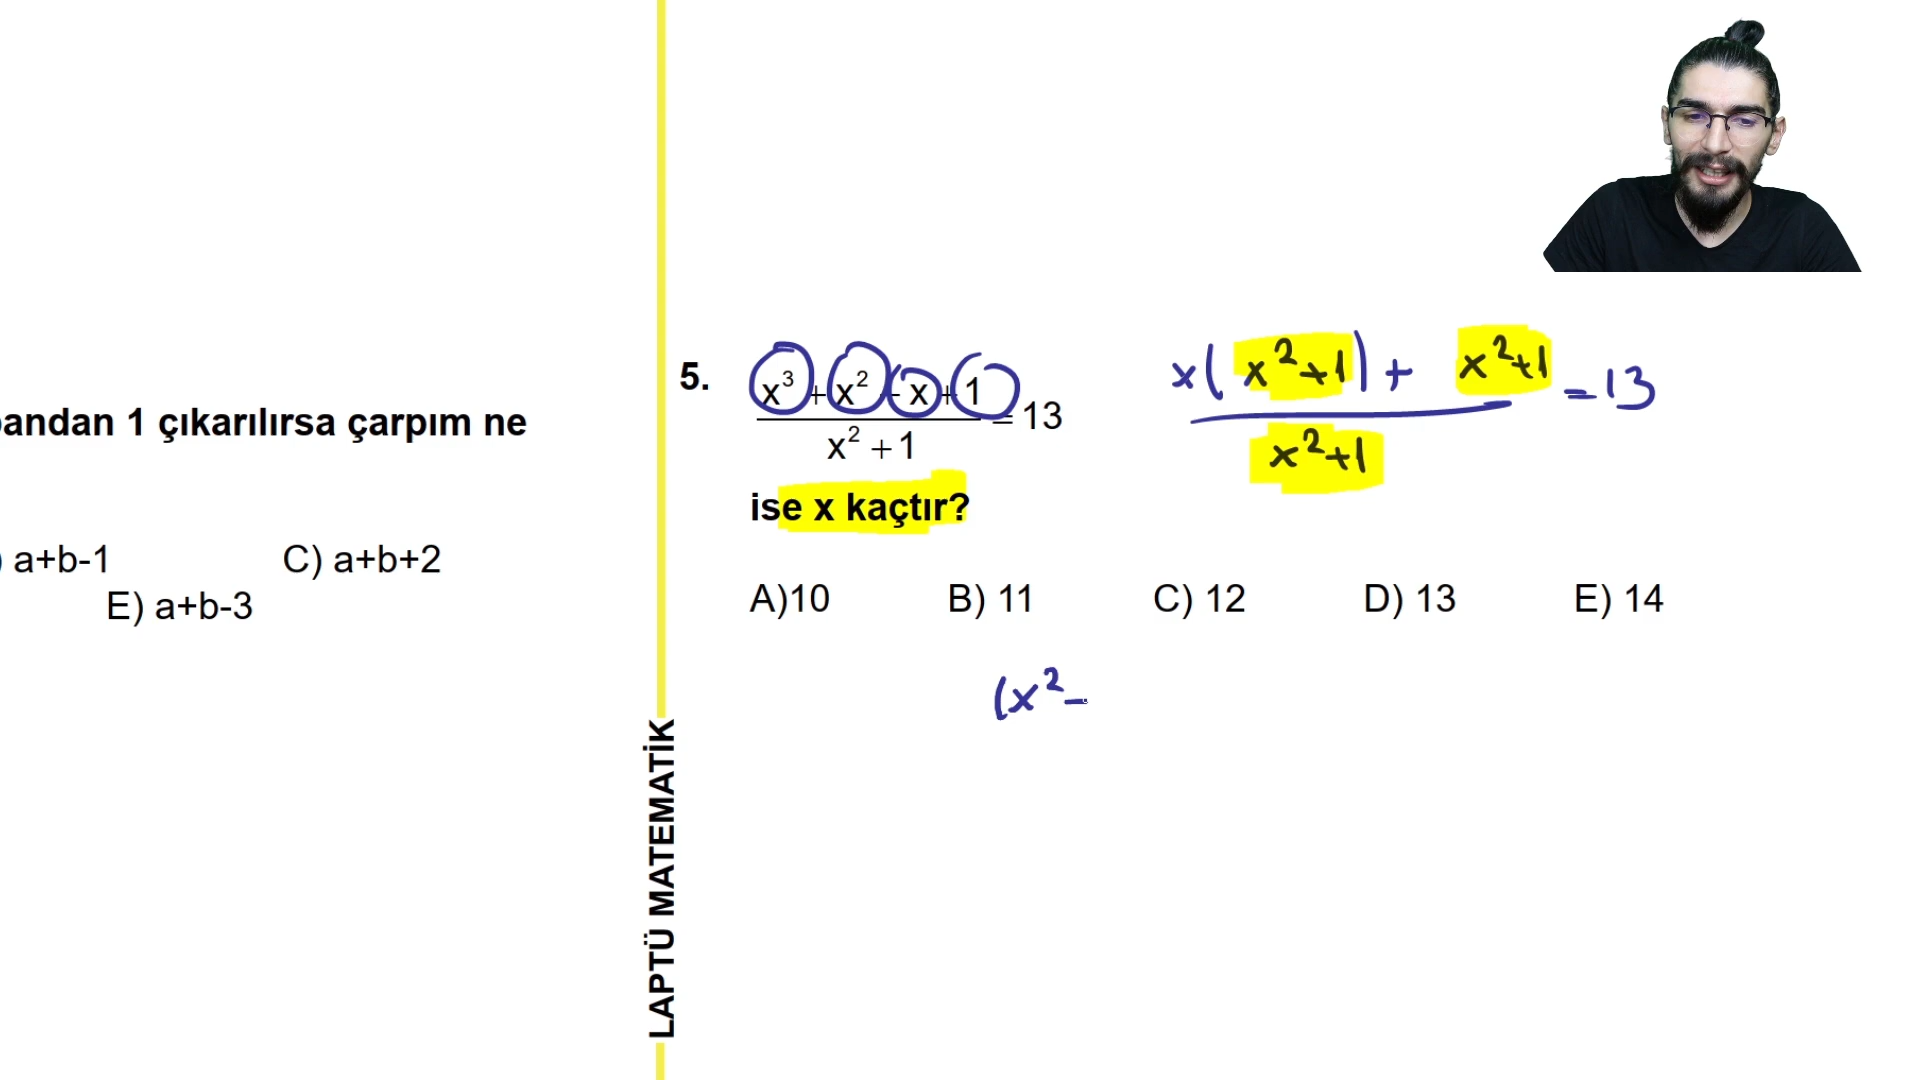 andan 1 çıkarılırsa çarpım ne
) a+b-1 C) a+b+2
E) a+b-3
LAPTÜ MATEMATİK
5. x³ + x² + x + 1 / x² + 1 = 13
ise x kaçtır?
A)10 B) 11 C) 12 D) 13 E) 14
x( x²+1 ) + x²+1 / x²+1 = 13
(x² -